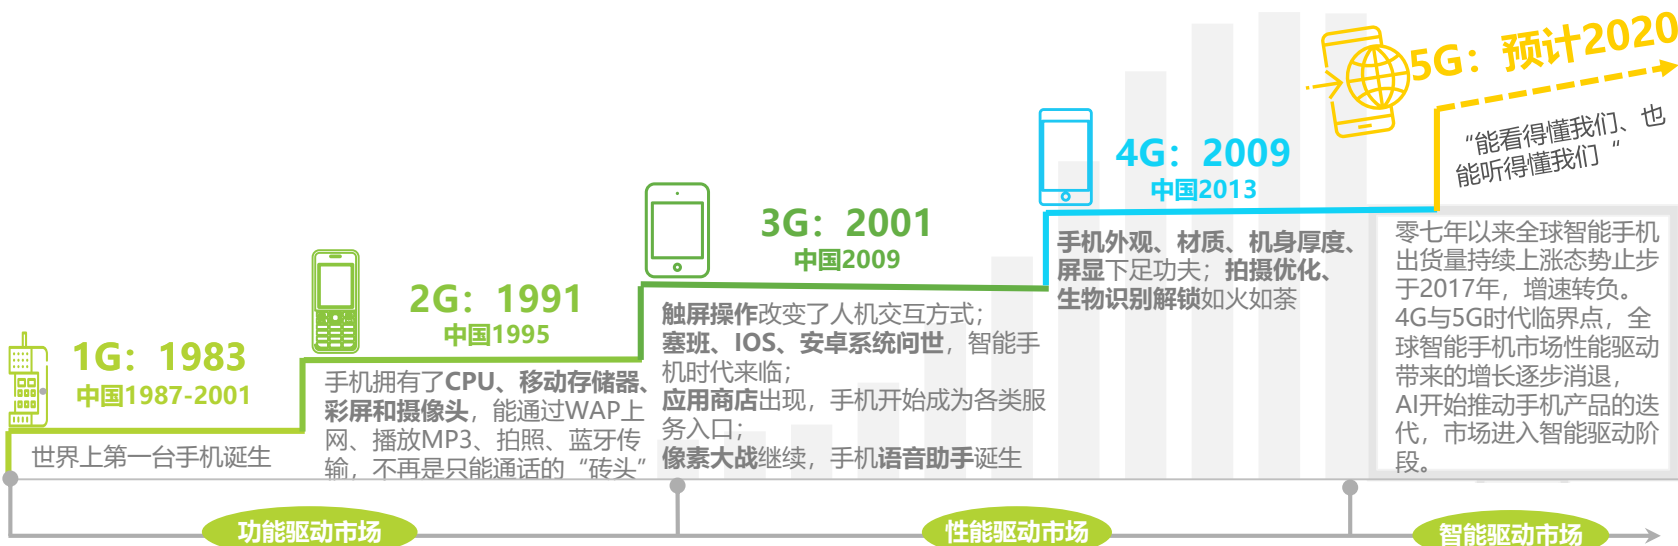 1G：1983
中国1987-2001
世界上第一台手机诞生
2G：1991
中国1995
手机拥有了CPU、移动存储器、
彩屏和摄像头，能通过WAP上
网、播放MP3、拍照、蓝牙传
输，不再是只能通话的“砖头”
3G：2001
中国2009
触屏操作改变了人机交互方式；
塞班、IOS、安卓系统问世，智能手
机时代来临；
应用商店出现，手机开始成为各类服
务入口；
像素大战继续，手机语音助手诞生
4G：2009
中国2013
手机外观、材质、机身厚度、
屏显下足功夫；拍摄优化、
生物识别解锁如火如荼
5G：预计2020
“能看得懂我们、也
能听得懂我们“
零七年以来全球智能手机
出货量持续上涨态势止步
于2017年，增速转负。
4G与5G时代临界点，全
球智能手机市场性能驱动
带来的增长逐步消退，
AI开始推动手机产品的迭
代，市场进入智能驱动阶
段。
功能驱动市场
性能驱动市场
智能驱动市场